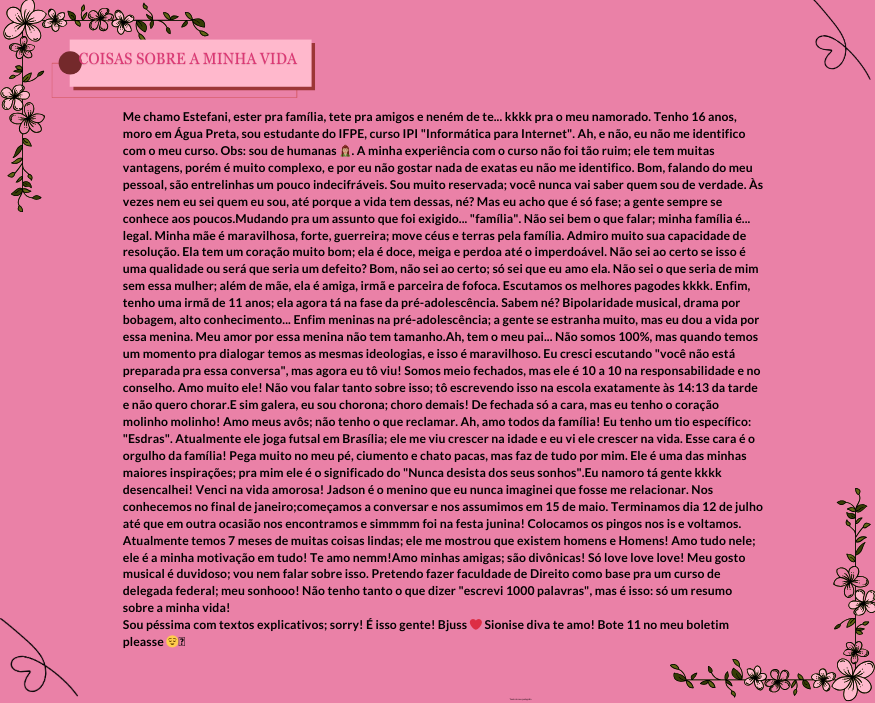 COISAS SOBRE A MINHA VIDA
Me chamo Estefani, ester pra família, tete pra amigos e neném de te... kkkk pra o meu namorado. Tenho 16 anos,
moro em Água Preta, sou estudante do IFPE, curso IPI "Informática para Internet". Ah, e não, eu não me identifico
com o meu curso. Obs: sou de humanas 👩🏽‍⚖️. A minha experiência com o curso não foi tão ruim; ele tem muitas
vantagens, porém é muito complexo, e por eu não gostar nada de exatas eu não me identifico. Bom, falando do meu
pessoal, são entrelinhas um pouco indecifráveis. Sou muito reservada; você nunca vai saber quem sou de verdade. Às
vezes nem eu sei quem eu sou, até porque a vida tem dessas, né? Mas eu acho que é só fase; a gente sempre se
conhece aos poucos.Mudando pra um assunto que foi exigido... "família". Não sei bem o que falar; minha família é...
legal. Minha mãe é maravilhosa, forte, guerreira; move céus e terras pela família. Admiro muito sua capacidade de
resolução. Ela tem um coração muito bom; ela é doce, meiga e perdoa até o imperdoável. Não sei ao certo se isso é
uma qualidade ou será que seria um defeito? Bom, não sei ao certo; só sei que eu amo ela. Não sei o que seria de mim
sem essa mulher; além de mãe, ela é amiga, irmã e parceira de fofoca. Escutamos os melhores pagodes kkkk. Enfim,
tenho uma irmã de 11 anos; ela agora tá na fase da pré-adolescência. Sabem né? Bipolaridade musical, drama por
bobagem, alto conhecimento... Enfim meninas na pré-adolescência; a gente se estranha muito, mas eu dou a vida por
essa menina. Meu amor por essa menina não tem tamanho.Ah, tem o meu pai... Não somos 100%, mas quando temos
um momento pra dialogar temos as mesmas ideologias, e isso é maravilhoso. Eu cresci escutando "você não está
preparada pra essa conversa", mas agora eu tô viu! Somos meio fechados, mas ele é 10 a 10 na responsabilidade e no
conselho. Amo muito ele! Não vou falar tanto sobre isso; tô escrevendo isso na escola exatamente às 14:13 da tarde
e não quero chorar.E sim galera, eu sou chorona; choro demais! De fechada só a cara, mas eu tenho o coração
molinho molinho! Amo meus avôs; não tenho o que reclamar. Ah, amo todos da família! Eu tenho um tio específico:
"Esdras". Atualmente ele joga futsal em Brasília; ele me viu crescer na idade e eu vi ele crescer na vida. Esse cara é o
orgulho da família! Pega muito no meu pé, ciumento e chato pacas, mas faz de tudo por mim. Ele é uma das minhas
maiores inspirações; pra mim ele é o significado do "Nunca desista dos seus sonhos".Eu namoro tá gente kkkk
desencalhei! Venci na vida amorosa! Jadson é o menino que eu nunca imaginei que fosse me relacionar. Nos
conhecemos no final de janeiro;começamos a conversar e nos assumimos em 15 de maio. Terminamos dia 12 de julho
até que em outra ocasião nos encontramos e simmmm foi na festa junina! Colocamos os pingos nos is e voltamos.
Atualmente temos 7 meses de muitas coisas lindas; ele me mostrou que existem homens e Homens! Amo tudo nele;
ele é a minha motivação em tudo! Te amo nemm!Amo minhas amigas; são divônicas! Só love love love! Meu gosto
musical é duvidoso; vou nem falar sobre isso. Pretendo fazer faculdade de Direito como base pra um curso de
delegada federal; meu sonhooo! Não tenho tanto o que dizer "escrevi 1000 palavras", mas é isso: só um resumo
sobre a minha vida!
Sou péssima com textos explicativos; sorry! É isso gente! Bjuss ❤️ Sionise diva te amo! Bote 11 no meu boletim
pleasse 😌